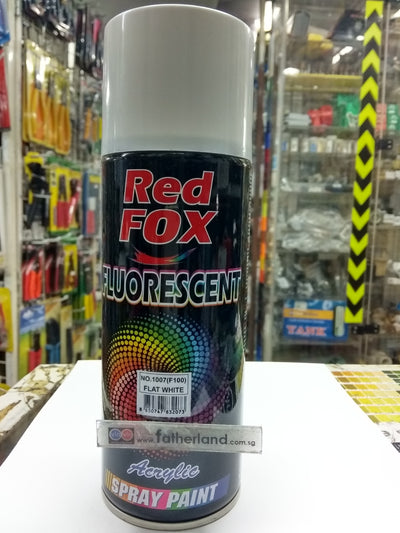 Red
FOX
FLUORESCENT
NO.1007(F100)
FLAT WHITE
www.fatherland.com.sg
Acrylic
SPRAY PAINT
TANK